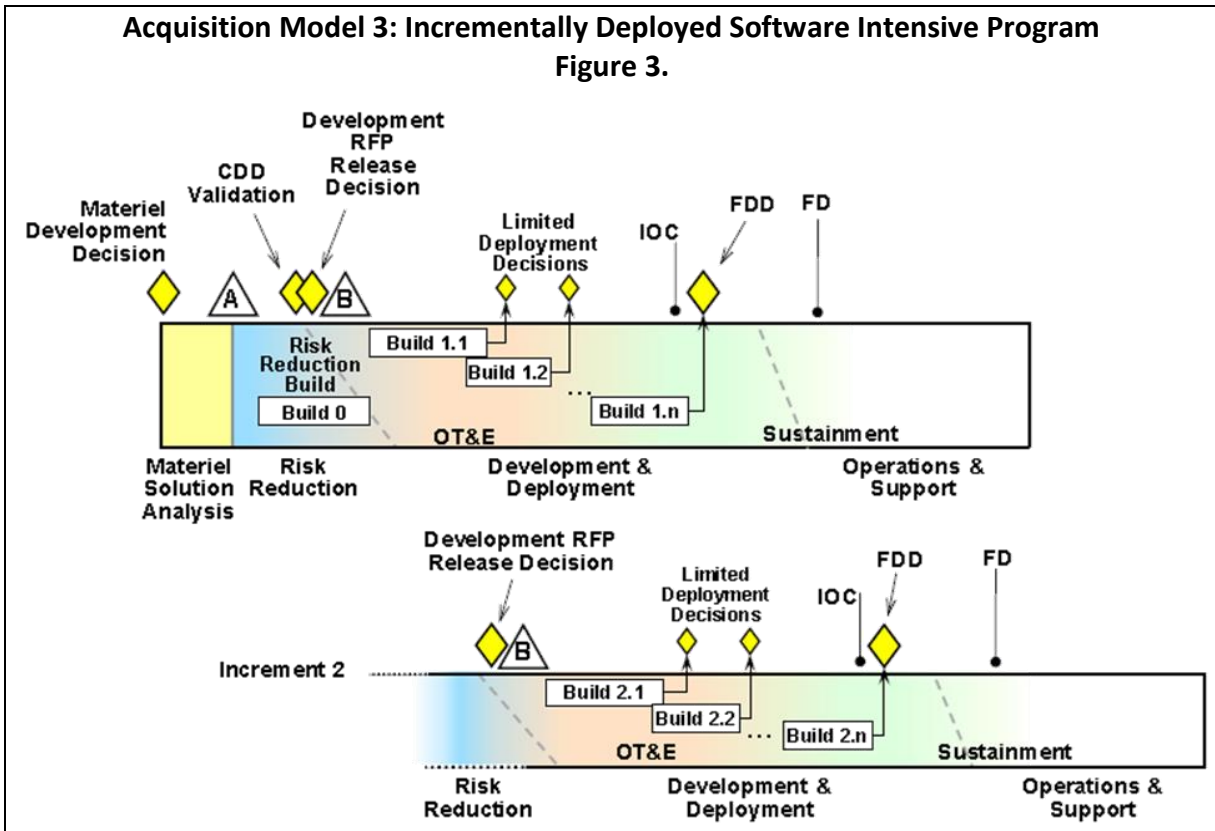 Acquisition Model 3: Incrementally Deployed Software Intensive Program
Figure 3.
Development
RFP
Release
Decision
CDD
Validation
Materiel
Development
Decision
Limited
Deployment
Decisions
IOC
FDD
FD
A
B
Risk
Reduction
Build
Build 0
Build 1.1
Build 1.2
...
Build 1.n
OT&E
Sustainment
Materiel
Solution
Analysis
Risk
Reduction
Development &
Deployment
Operations &
Support
Development RFP
Release Decision
Limited
Deployment
Decisions
IOC
FDD
FD
B
Increment 2
Build 2.1
Build 2.2
...
Build 2.n
OT&E
Sustainment
Risk
Reduction
Development &
Deployment
Operations &
Support